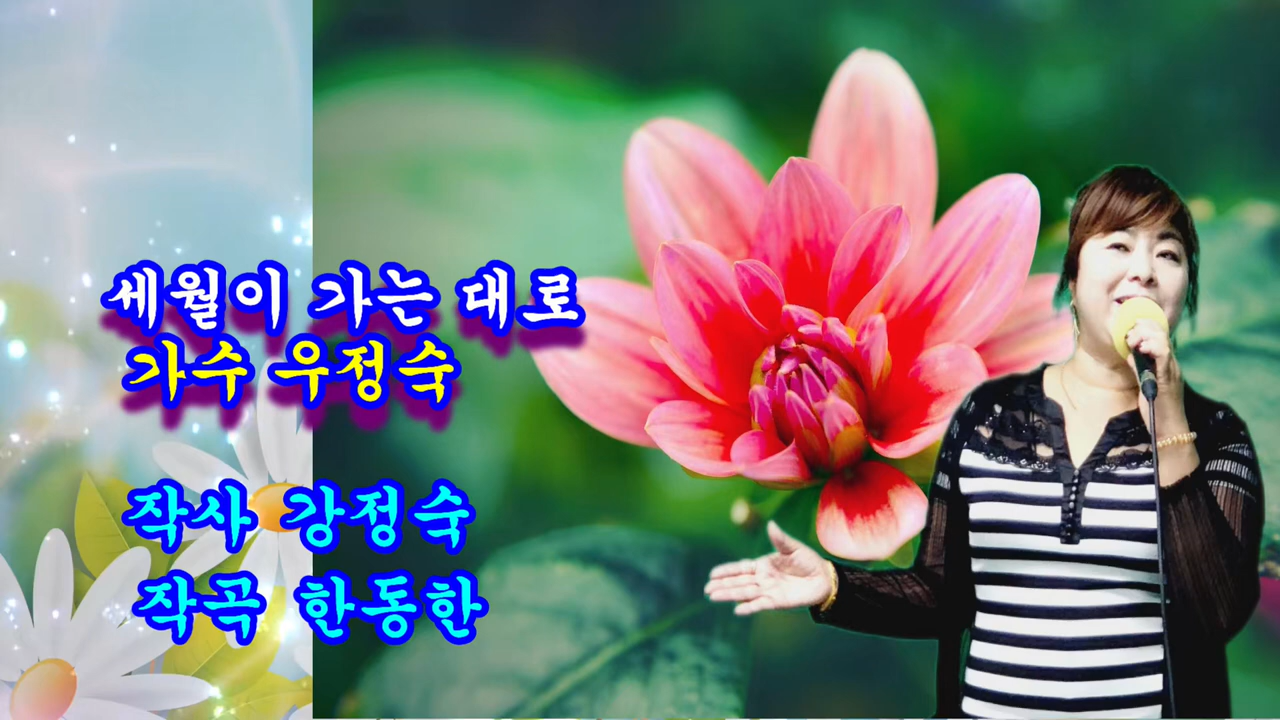 세월이 가는 대로
가수 우정숙
작사 강정숙
작곡 한동한